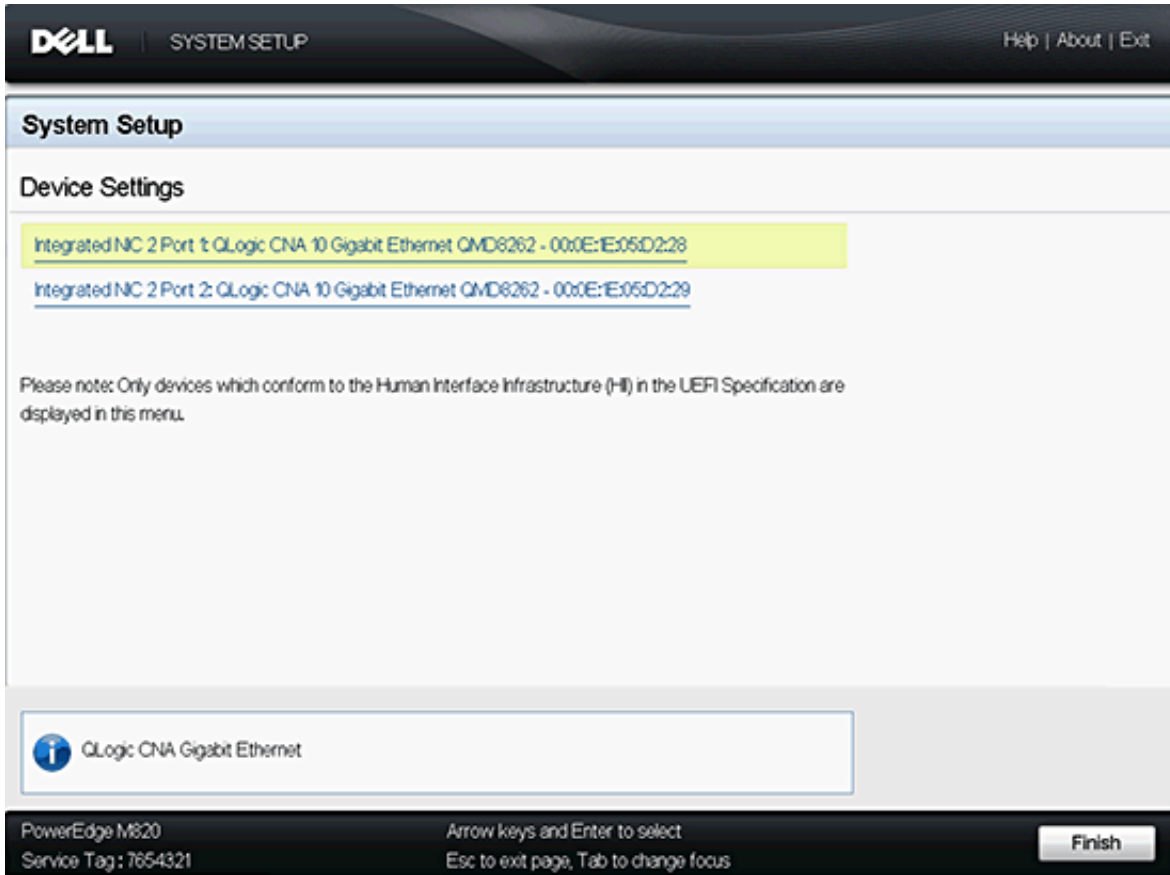 DELL SYSTEM SETUP Help | About | Exit
System Setup
Device Settings
Integrated NIC 2 Port 1: QLogic CNA 10 Gigabit Ethernet QMD8262 - 00:0E:1E:05:D2:28
Integrated NIC 2 Port 2: QLogic CNA 10 Gigabit Ethernet QMD8262 - 00:0E:1E:05:D2:29
Please note: Only devices which conform to the Human Interface Infrastructure (HII) in the UEFI Specification are
displayed in this menu.
QLogic CNA Gigabit Ethernet
PowerEdge M820 Arrow keys and Enter to select
Service Tag : 7654321 Esc to exit page, Tab to change focus
Finish